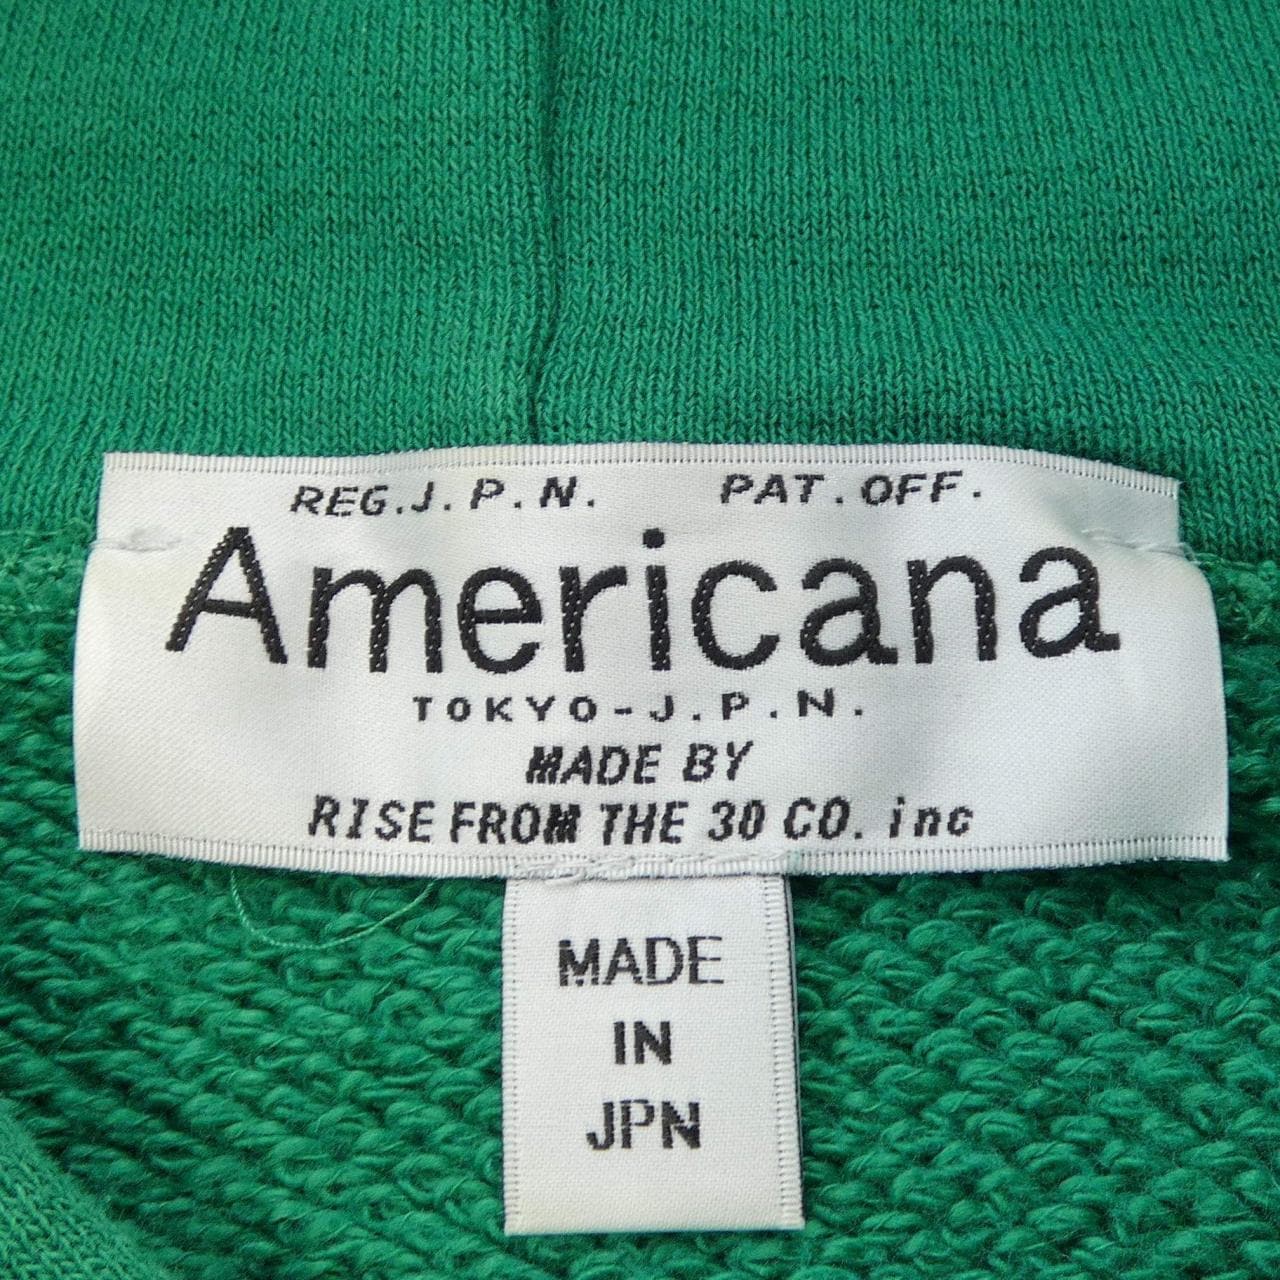 REG.J.P.N. PAT.OFF.
Americana
TOKYO-J.P.N.
MADE BY
RISE FROM THE 30 CO. inc
MADE
IN
JPN